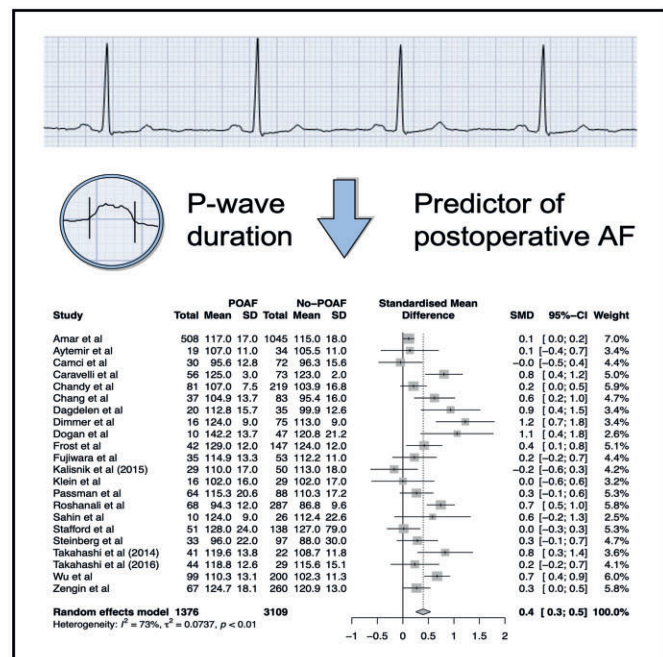 P-wave duration
Predictor of postoperative AF
POAF No-POAF Standardised Mean
Study Total Mean SD Total Mean SD Difference SMD 95%-CI Weight
Amar et al 508 117.0 17.0 1045 115.0 18.0 0.1 [0.0; 0.2] 7.0%
Aytemir et al 19 107.0 11.0 34 105.5 11.0 0.1 [-0.4; 0.7] 3.4%
Camci et al 30 95.6 12.8 72 96.3 15.6 -0.0 [-0.5; 0.4] 4.4%
Caravelli et al 56 125.0 3.0 73 123.0 2.0 0.8 [0.4; 1.2] 5.0%
Chandy et al 81 107.0 7.5 219 103.9 16.8 0.2 [0.0; 0.5] 5.9%
Chang et al 37 104.9 13.7 83 95.4 16.0 0.6 [0.2; 1.0] 4.7%
Dagdelen et al 20 112.8 15.7 35 99.9 12.6 0.9 [0.4; 1.5] 3.3%
Dimmer et al 16 124.0 9.0 75 113.0 9.0 1.2 [0.7; 1.8] 3.4%
Dogan et al 10 142.2 13.7 47 120.8 21.2 1.1 [0.4; 1.8] 2.6%
Frost et al 42 129.0 12.0 147 124.0 12.0 0.4 [0.1; 0.8] 5.1%
Fujiwara et al 35 114.9 13.3 53 112.2 11.0 0.2 [-0.2; 0.7] 4.3%
Kalisnik et al (2015) 29 110.0 17.0 50 113.0 18.0 -0.2 [-0.6; 0.3] 4.2%
Klein et al 16 102.0 16.0 29 102.0 17.0 0.0 [-0.6; 0.6] 3.1%
Passman et al 64 115.3 20.6 88 110.3 17.2 0.3 [-0.1; 0.6] 5.2%
Roshanali et al 68 94.3 12.0 287 86.8 9.6 0.7 [0.5; 1.0] 5.7%
Sahin et al 10 124.0 9.0 26 112.4 22.6 0.6 [-0.2; 1.3] 2.5%
Stafford et al 51 128.0 24.0 138 127.0 79.0 0.0 [-0.3; 0.3] 5.3%
Steinberg et al 33 96.0 22.0 97 88.0 30.0 0.3 [-0.1; 0.7] 4.8%
Takahashi et al (2014) 41 119.6 13.8 22 108.7 11.8 0.8 [0.3; 1.4] 3.6%
Takahashi et al (2016) 44 118.8 12.6 29 115.6 15.1 0.2 [-0.2; 0.7] 4.1%
Wu et al 99 110.3 13.1 200 102.3 11.3 0.7 [0.4; 0.9] 6.0%
Zengin et al 67 124.7 18.1 260 120.9 13.0 0.3 [0.0; 0.5] 5.8%
Random effects model 1376 3109 0.4 [0.3; 0.5] 100.0%
Heterogeneity: I² = 73%, τ² = 0.0737, p < 0.01
−1 −0.5 0 0.5 1 1.5 2